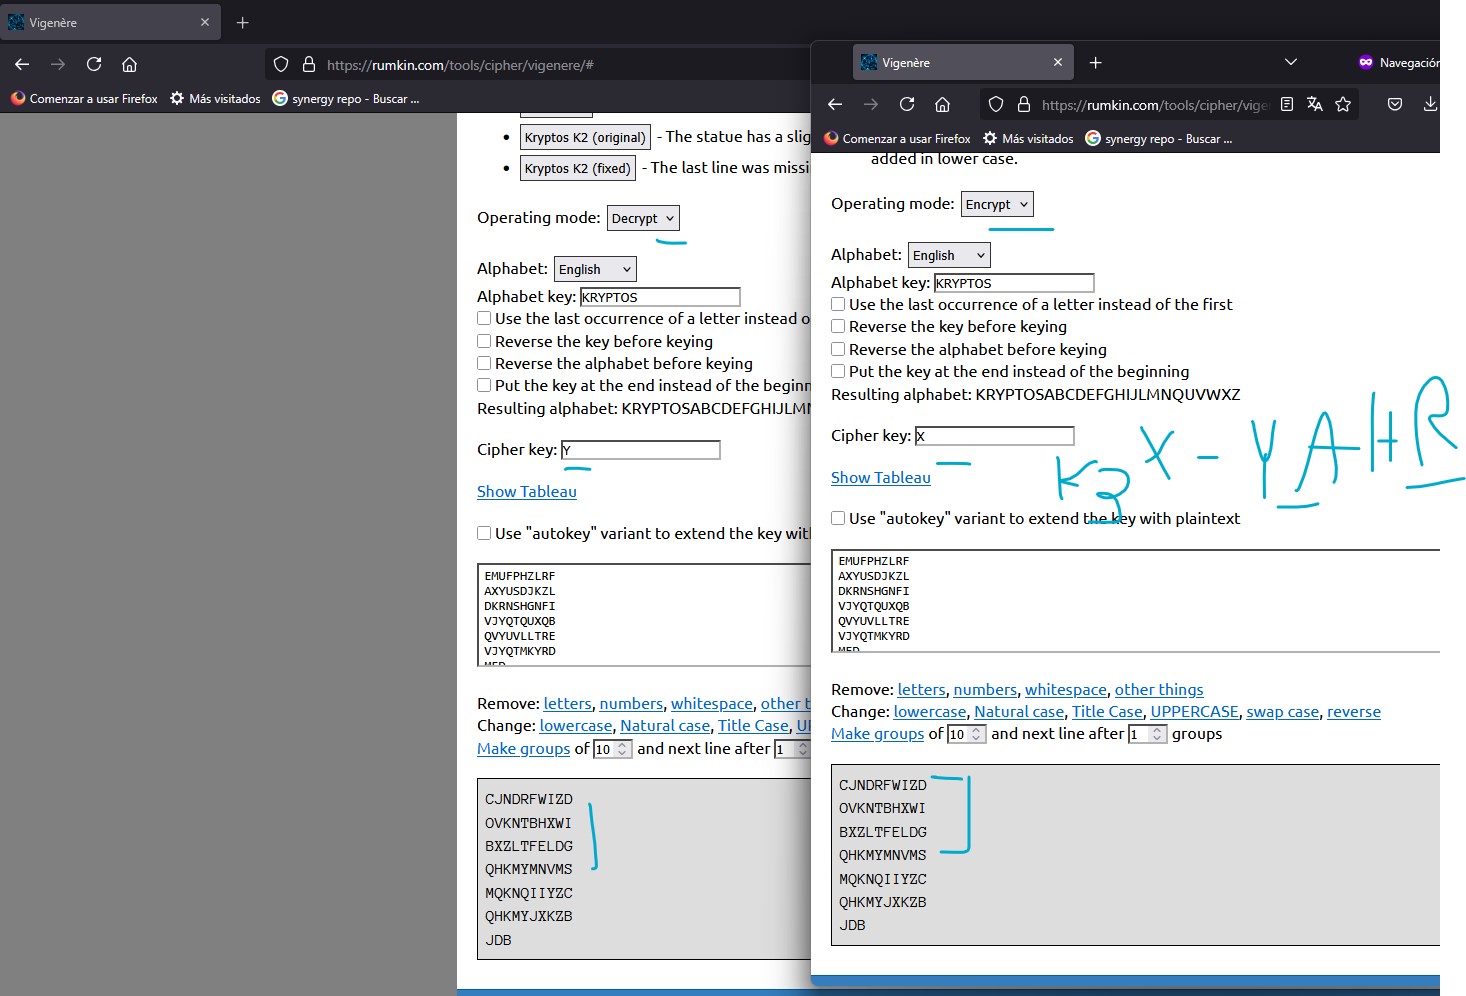 Vigenère
https://rumkin.com/tools/cipher/vigenere/#
Comenzar a usar Firefox
Más visitados
synergy repo - Buscar ...
Kryptos K2 (original) - The statue has a slig
Kryptos K2 (fixed) - The last line was missi
Operating mode: Decrypt
Alphabet: English
Alphabet key: KRYPTOS
Use the last occurrence of a letter instead o
Reverse the key before keying
Reverse the alphabet before keying
Put the key at the end instead of the beginn
Resulting alphabet: KRYPTOSABCDEFGHIJLM
Cipher key: Y
Show Tableau
Use "autokey" variant to extend the key wit
EMUFPHZLRF
AXYUSDJKZL
DKRNSHGNFI
VJYQTQUXQB
QVYUVLLTRE
VJYQTMKYRD
MFD
Remove: letters, numbers, whitespace, other t
Change: lowercase, Natural case, Title Case, U
Make groups of 10 and next line after 1
CJNDRFWIZD
OVKNTBHXWI
BXZLTFELDG
QHKMYMNVMS
MQKNQIIYZC
QHKMYJXKZB
JDB
Vigenère
Navegación
https://rumkin.com/tools/cipher/vige
Comenzar a usar Firefox
Más visitados
synergy repo - Buscar ...
added in lower case.
Operating mode: Encrypt
Alphabet: English
Alphabet key: KRYPTOS
Use the last occurrence of a letter instead of the first
Reverse the key before keying
Reverse the alphabet before keying
Put the key at the end instead of the beginning
Resulting alphabet: KRYPTOSABCDEFGHIJLMNQUVWXZ
Cipher key: X
K3 X - YAHR
Show Tableau
Use "autokey" variant to extend the key with plaintext
EMUFPHZLRF
AXYUSDJKZL
DKRNSHGNFI
VJYQTQUXQB
QVYUVLLTRE
VJYQTMKYRD
MFD
Remove: letters, numbers, whitespace, other things
Change: lowercase, Natural case, Title Case, UPPERCASE, swap case, reverse
Make groups of 10 and next line after 1 groups
CJNDRFWIZD
OVKNTBHXWI
BXZLTFELDG
QHKMYMNVMS
MQKNQIIYZC
QHKMYJXKZB
JDB